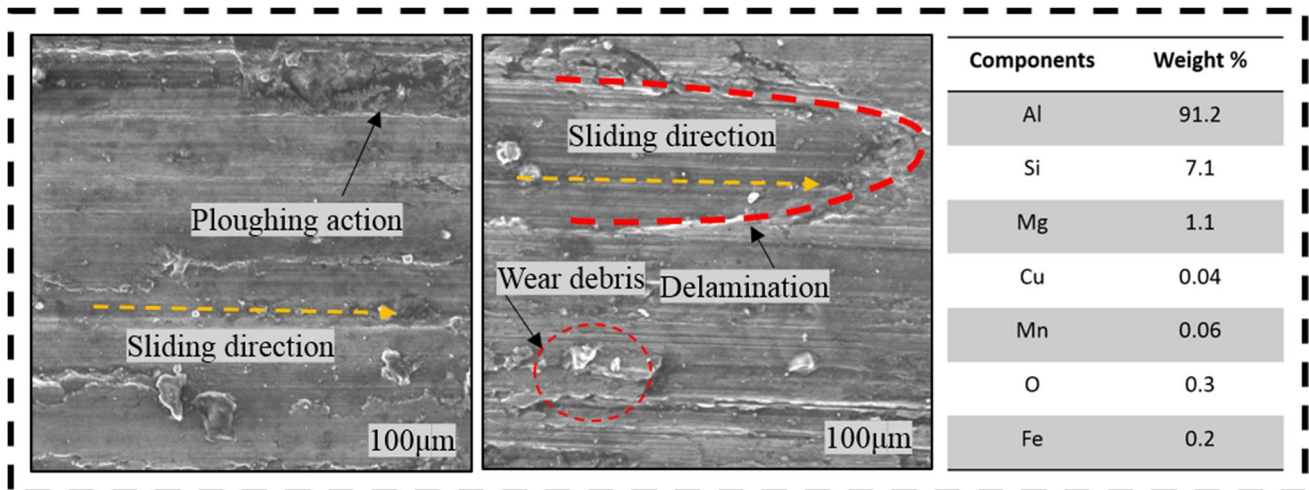 Ploughing action
Sliding direction
100μm
Sliding direction
Wear debris
Delamination
100μm
Components Weight %
Al 91.2
Si 7.1
Mg 1.1
Cu 0.04
Mn 0.06
O 0.3
Fe 0.2